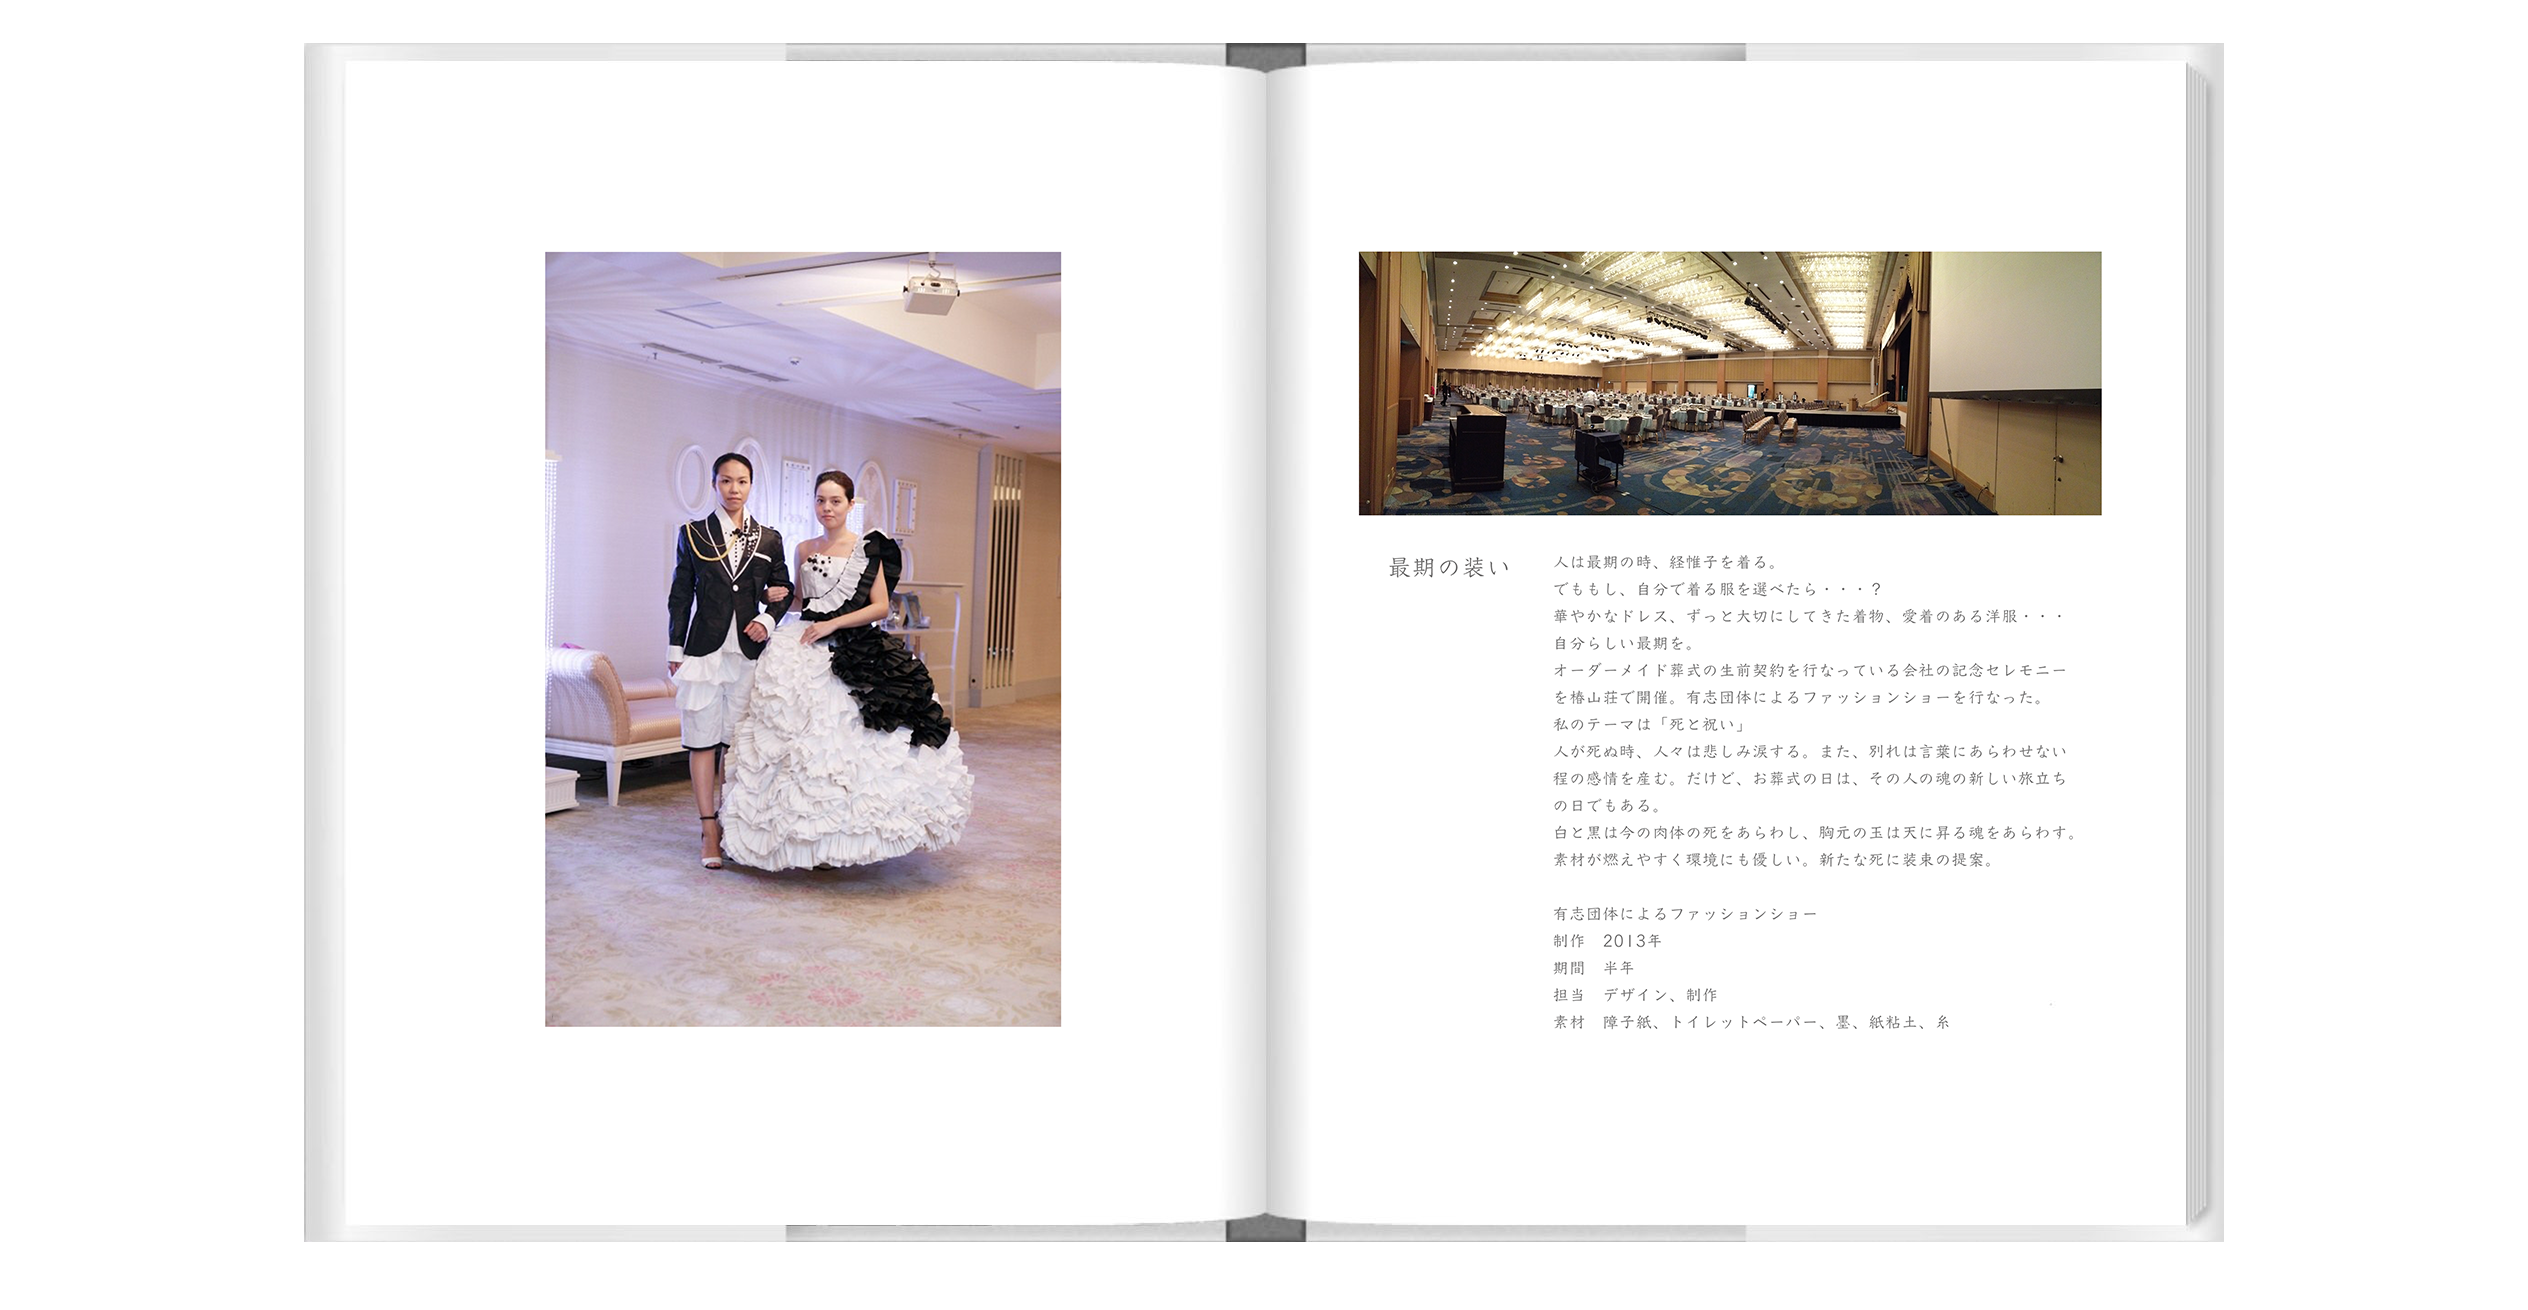 最期の装い
人は最期の時、経惟子を着る。
でももし、自分で着る服を選べたら・・・？
華やかなドレス、ずっと大切にしてきた着物、愛着のある洋服・・・
自分らしい最期を。
オーダーメイド葬式の生前契約を行なっている会社の記念セレモニー
を椿山荘で開催。有志団体によるファッションショーを行なった。
私のテーマは「死と祝い」
人が死ぬ時、人々は悲しみ涙する。また、別れは言葉にあらわせない
程の感情を産む。だけど、お葬式の日は、その人の魂の新しい旅立ち
の日でもある。
白と黒は今の肉体の死をあらわし、胸元の玉は天に昇る魂をあらわす。
素材が燃えやすく環境にも優しい。新たな死に装束の提案。
有志団体によるファッションショー
制作　2013年
期間　半年
担当　デザイン、制作
素材　障子紙、トイレットペーパー、墨、紙粘土、糸